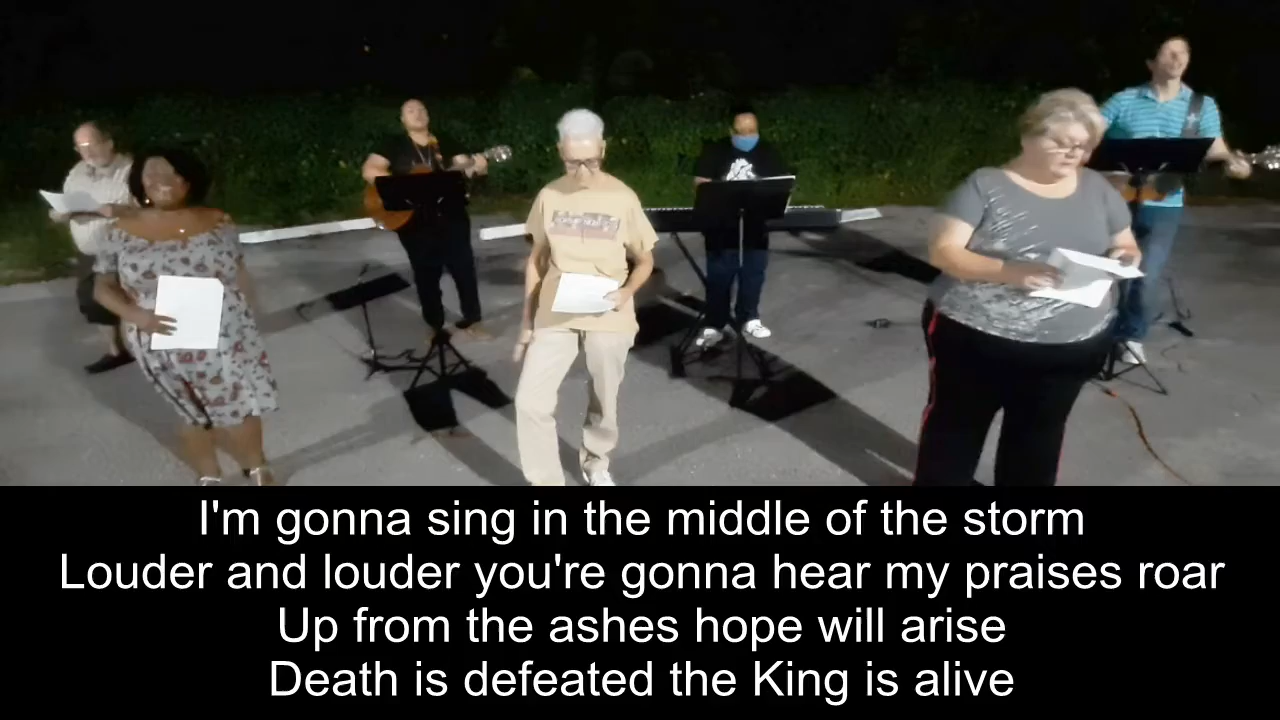 I'm gonna sing in the middle of the storm
Louder and louder you're gonna hear my praises roar
Up from the ashes hope will arise
Death is defeated the King is alive